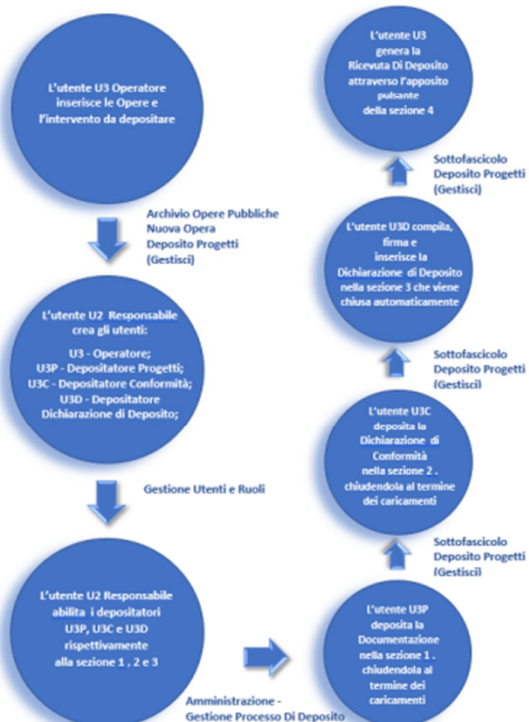 L'utente U3 Operatore
inserisce le Opere e
l'intervento da depositare
Archivio Opere Pubbliche
Nuova Opera
Deposito Progetti
(Gestisci)
L'utente U2 Responsabile
crea gli utenti:
U3 - Operatore;
U3P - Depositatore Progetti;
U3C - Depositatore Conformità;
U3D - Depositatore
Dichiarazione di Deposito;
Gestione Utenti e Ruoli
L'utente U2 Responsabile
abilita i depositatori
U3P, U3C e U3D
rispettivamente
alla sezione 1 , 2 e 3
Amministrazione -
Gestione Processo Di Deposito
L'utente U3P
deposita la
Documentazione
nella sezione 1 .
chiudendola al
termine dei
caricamenti
Sottofascicolo
Deposito Progetti
(Gestisci)
L'utente U3C
deposita la
Dichiarazione di
Conformità
nella sezione 2 .
chiudendola al termine
dei caricamenti
Sottofascicolo
Deposito Progetti
(Gestisci)
L'utente U3D compila,
firma e
inserisce la
Dichiarazione di Deposito
nella sezione 3 che viene
chiusa automaticamente
Sottofascicolo
Deposito Progetti
(Gestisci)
L'utente U3
genera la
Ricevuta Di Deposito
attraverso l'apposito
pulsante
della sezione 4